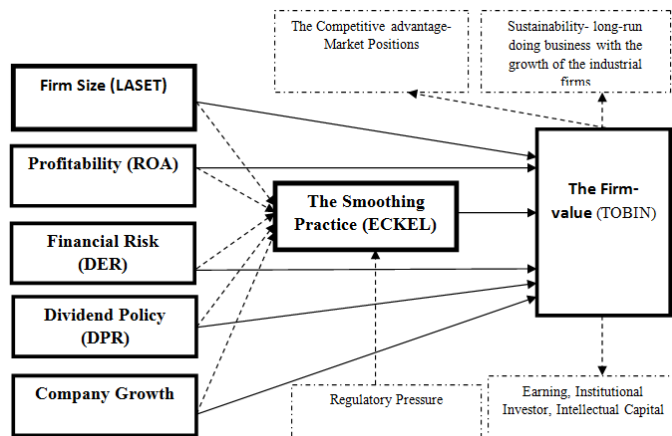 The Competitive advantage-
Market Positions
Sustainability- long-run
doing business with the
growth of the industrial
firms
Firm Size (LASET)
Profitability (ROA)
Financial Risk
(DER)
Dividend Policy
(DPR)
Company Growth
The Smoothing
Practice (ECKEL)
The Firm-
value (TOBIN)
Regulatory Pressure
Earning, Institutional
Investor, Intellectual Capital